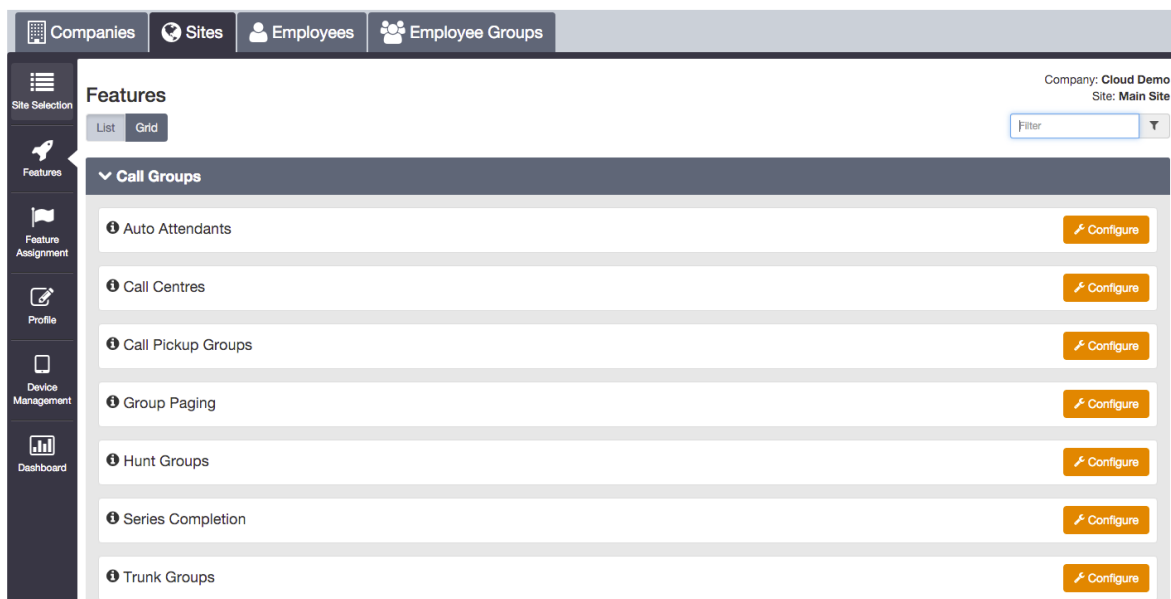 Companies
Sites
Employees
Employee Groups
Site Selection
Features
Feature
Assignment
Profile
Device
Management
Dashboard
Features
Company: Cloud Demo
Site: Main Site
List
Grid
Filter
Call Groups
Auto Attendants
Configure
Call Centres
Configure
Call Pickup Groups
Configure
Group Paging
Configure
Hunt Groups
Configure
Series Completion
Configure
Trunk Groups
Configure